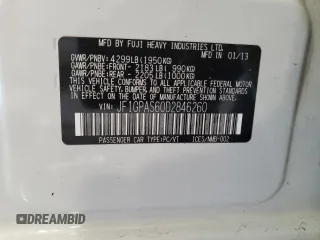 MFD BY FUJI HEAVY INDUSTRIES LTD.
GVWR/PNBV: 4299LB(1950KG) 01/13
GAWR/PNBE: FRONT- 2183LB( 990KG)
GAWR/PNBE: REAR - 2205LB(1000KG)
THIS VEHICLE CONFORMS TO ALL APPLICABLE
FEDERAL MOTOR VEHICLE SAFETY, BUMPER,
AND THEFT PREVENTION STANDARDS IN EFFECT ON
THE DATE OF MANUFACTURE SHOWN ABOVE.
VIN: JF1GPAS60D2846260
PASSENGER CAR TYPE:PC/VT ICES/NMB-002
DREAMBID